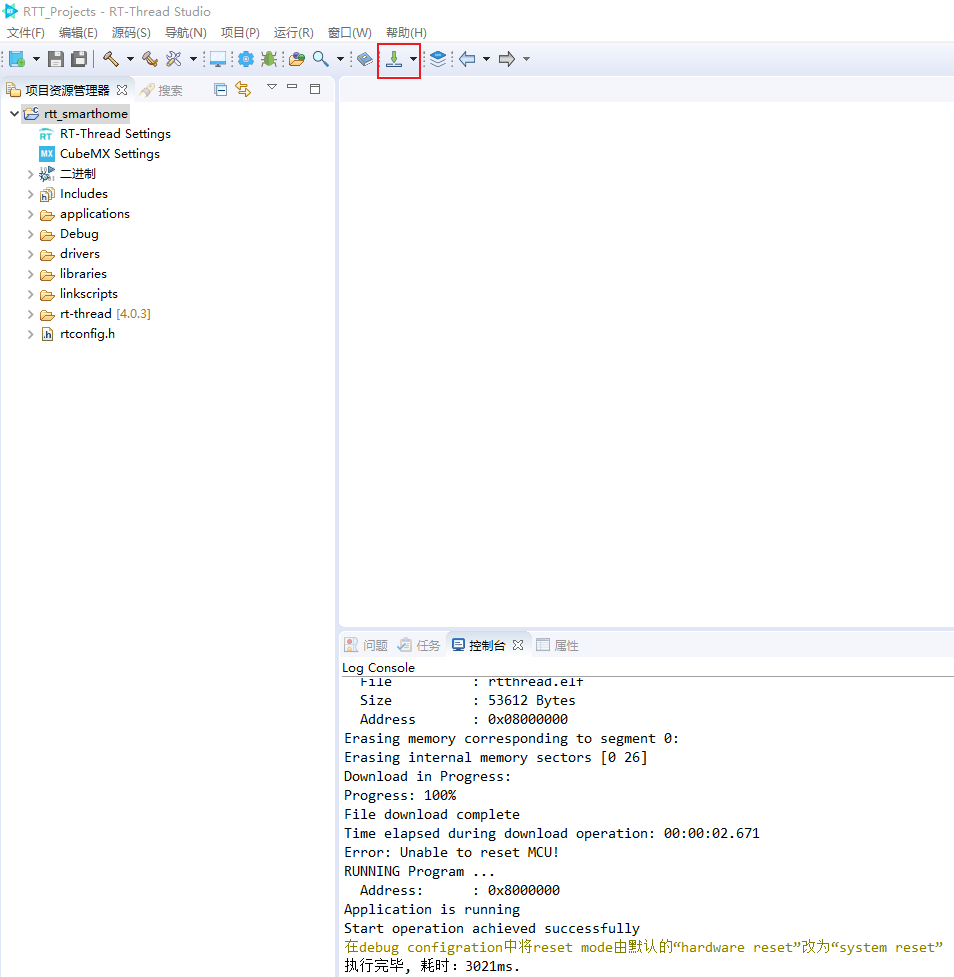 RTT_Projects - RT-Thread Studio
文件(F) 编辑(E) 源码(S) 导航(N) 项目(P) 运行(R) 窗口(W) 帮助(H)
项目资源管理器 搜索
rtt_smarthome
RT RT-Thread Settings
MX CubeMX Settings
二进制
Includes
applications
Debug
drivers
libraries
linkscripts
rt-thread [4.0.3]
.h rtconfig.h
问题 任务 控制台 属性
Log Console
File : rtthread.elf
Size : 53612 Bytes
Address : 0x08000000
Erasing memory corresponding to segment 0:
Erasing internal memory sectors [0 26]
Download in Progress:
Progress: 100%
File download complete
Time elapsed during download operation: 00:00:02.671
Error: Unable to reset MCU!
RUNNING Program ...
Address: : 0x8000000
Application is running
Start operation achieved successfully
在debug configration中将reset mode由默认的“hardware reset”改为“system reset”
执行完毕, 耗时：3021ms.